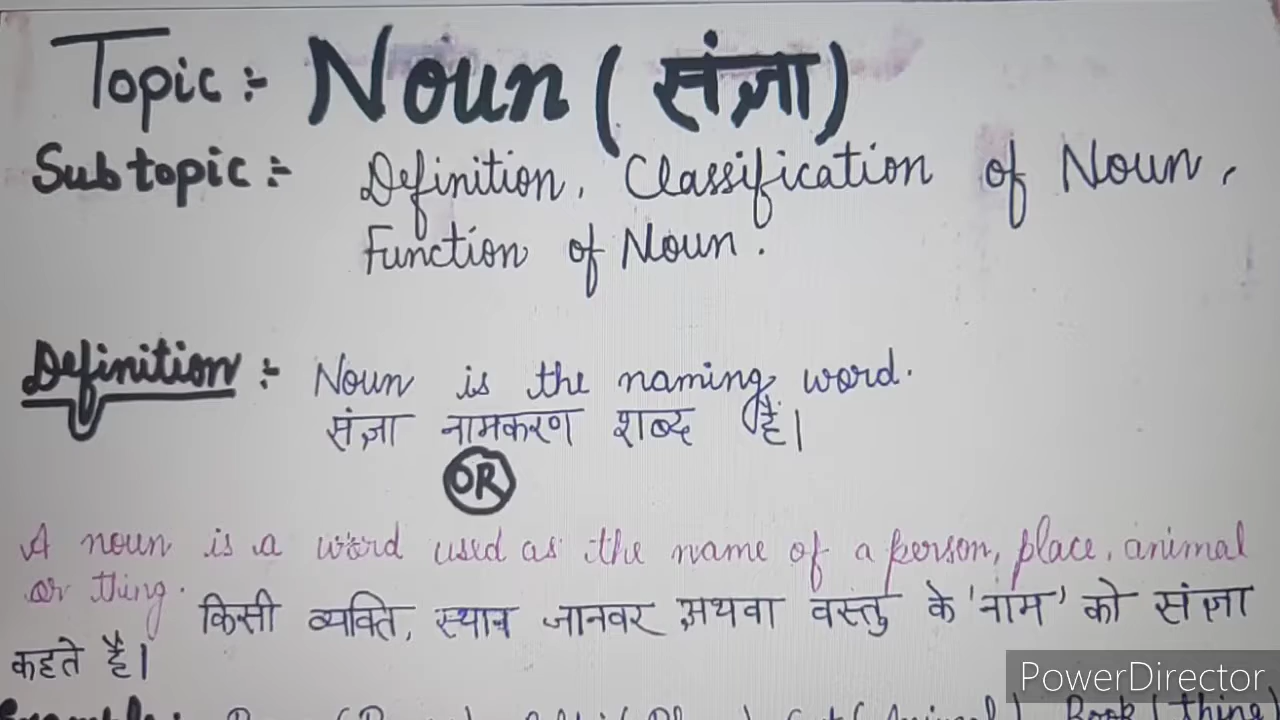 Topic :- Noun (संज्ञा)
Subtopic :- Definition, Classification of Noun,
Function of Noun.
Definition :- Noun is the naming word.
संज्ञा नामकरण शब्द हैं।
OR
A noun is a word used as the name of a person, place, animal
or thing.
किसी व्यक्ति, स्थान जानवर अथवा वस्तु के 'नाम' को संज्ञा
कहते है।
PowerDirector
Book (thing)